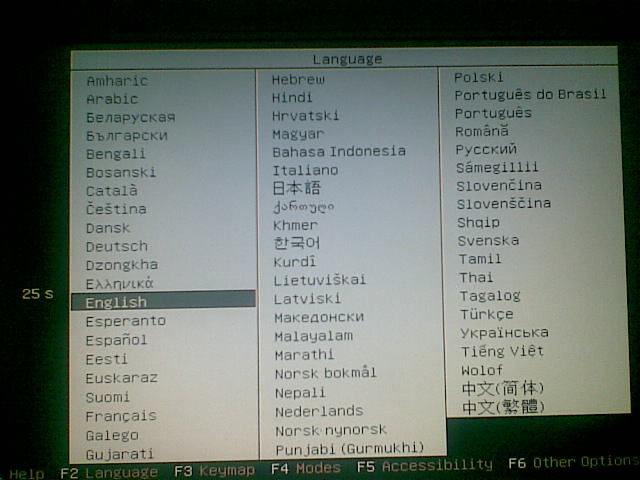 Language
Amharic
Arabic
Беларуская
Български
Bengali
Bosanski
Català
Čeština
Dansk
Deutsch
Dzongkha
Ελληνικά
English
Esperanto
Español
Eesti
Euskaraz
Suomi
Français
Galego
Gujarati
Hebrew
Hindi
Hrvatski
Magyar
Bahasa Indonesia
Italiano
日本語
ქართული
Khmer
한국어
Kurdî
Lietuviškai
Latviski
Македонски
Malayalam
Marathi
Norsk bokmål
Nepali
Nederlands
Norsk nynorsk
Punjabi (Gurmukhi)
Polski
Português do Brasil
Português
Română
Русский
Sámegillii
Slovenčina
Slovenščina
Shqip
Svenska
Tamil
Thai
Tagalog
Türkçe
Українська
Tiếng Việt
Wolof
中文(简体)
中文(繁體)
25 s
Help F2 Language F3 Keymap F4 Modes F5 Accessibility F6 Other Options